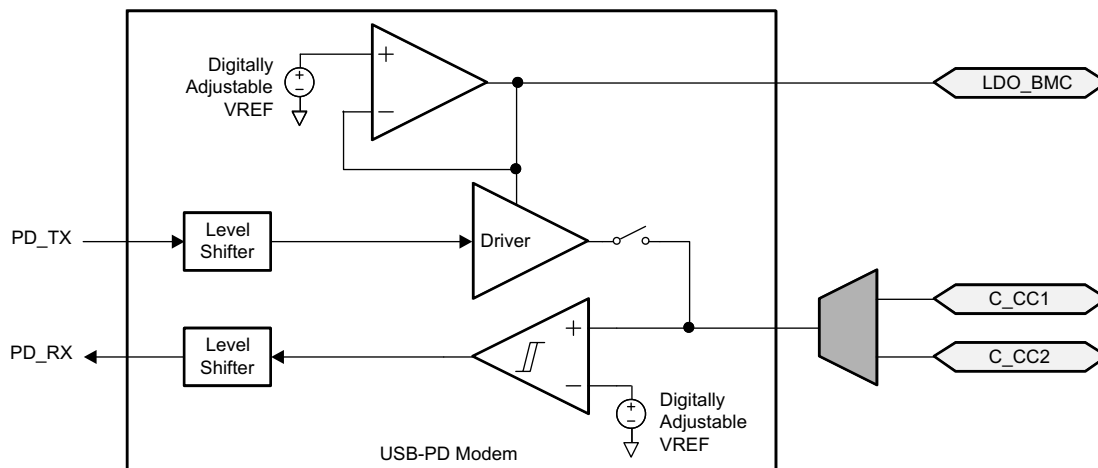 Digitally
Adjustable
VREF
+
−
+
−
LDO_BMC
PD_TX
Level
Shifter
Driver
C_CC1
PD_RX
Level
Shifter
+
−
+
−
Digitally
Adjustable
VREF
C_CC2
USB-PD Modem